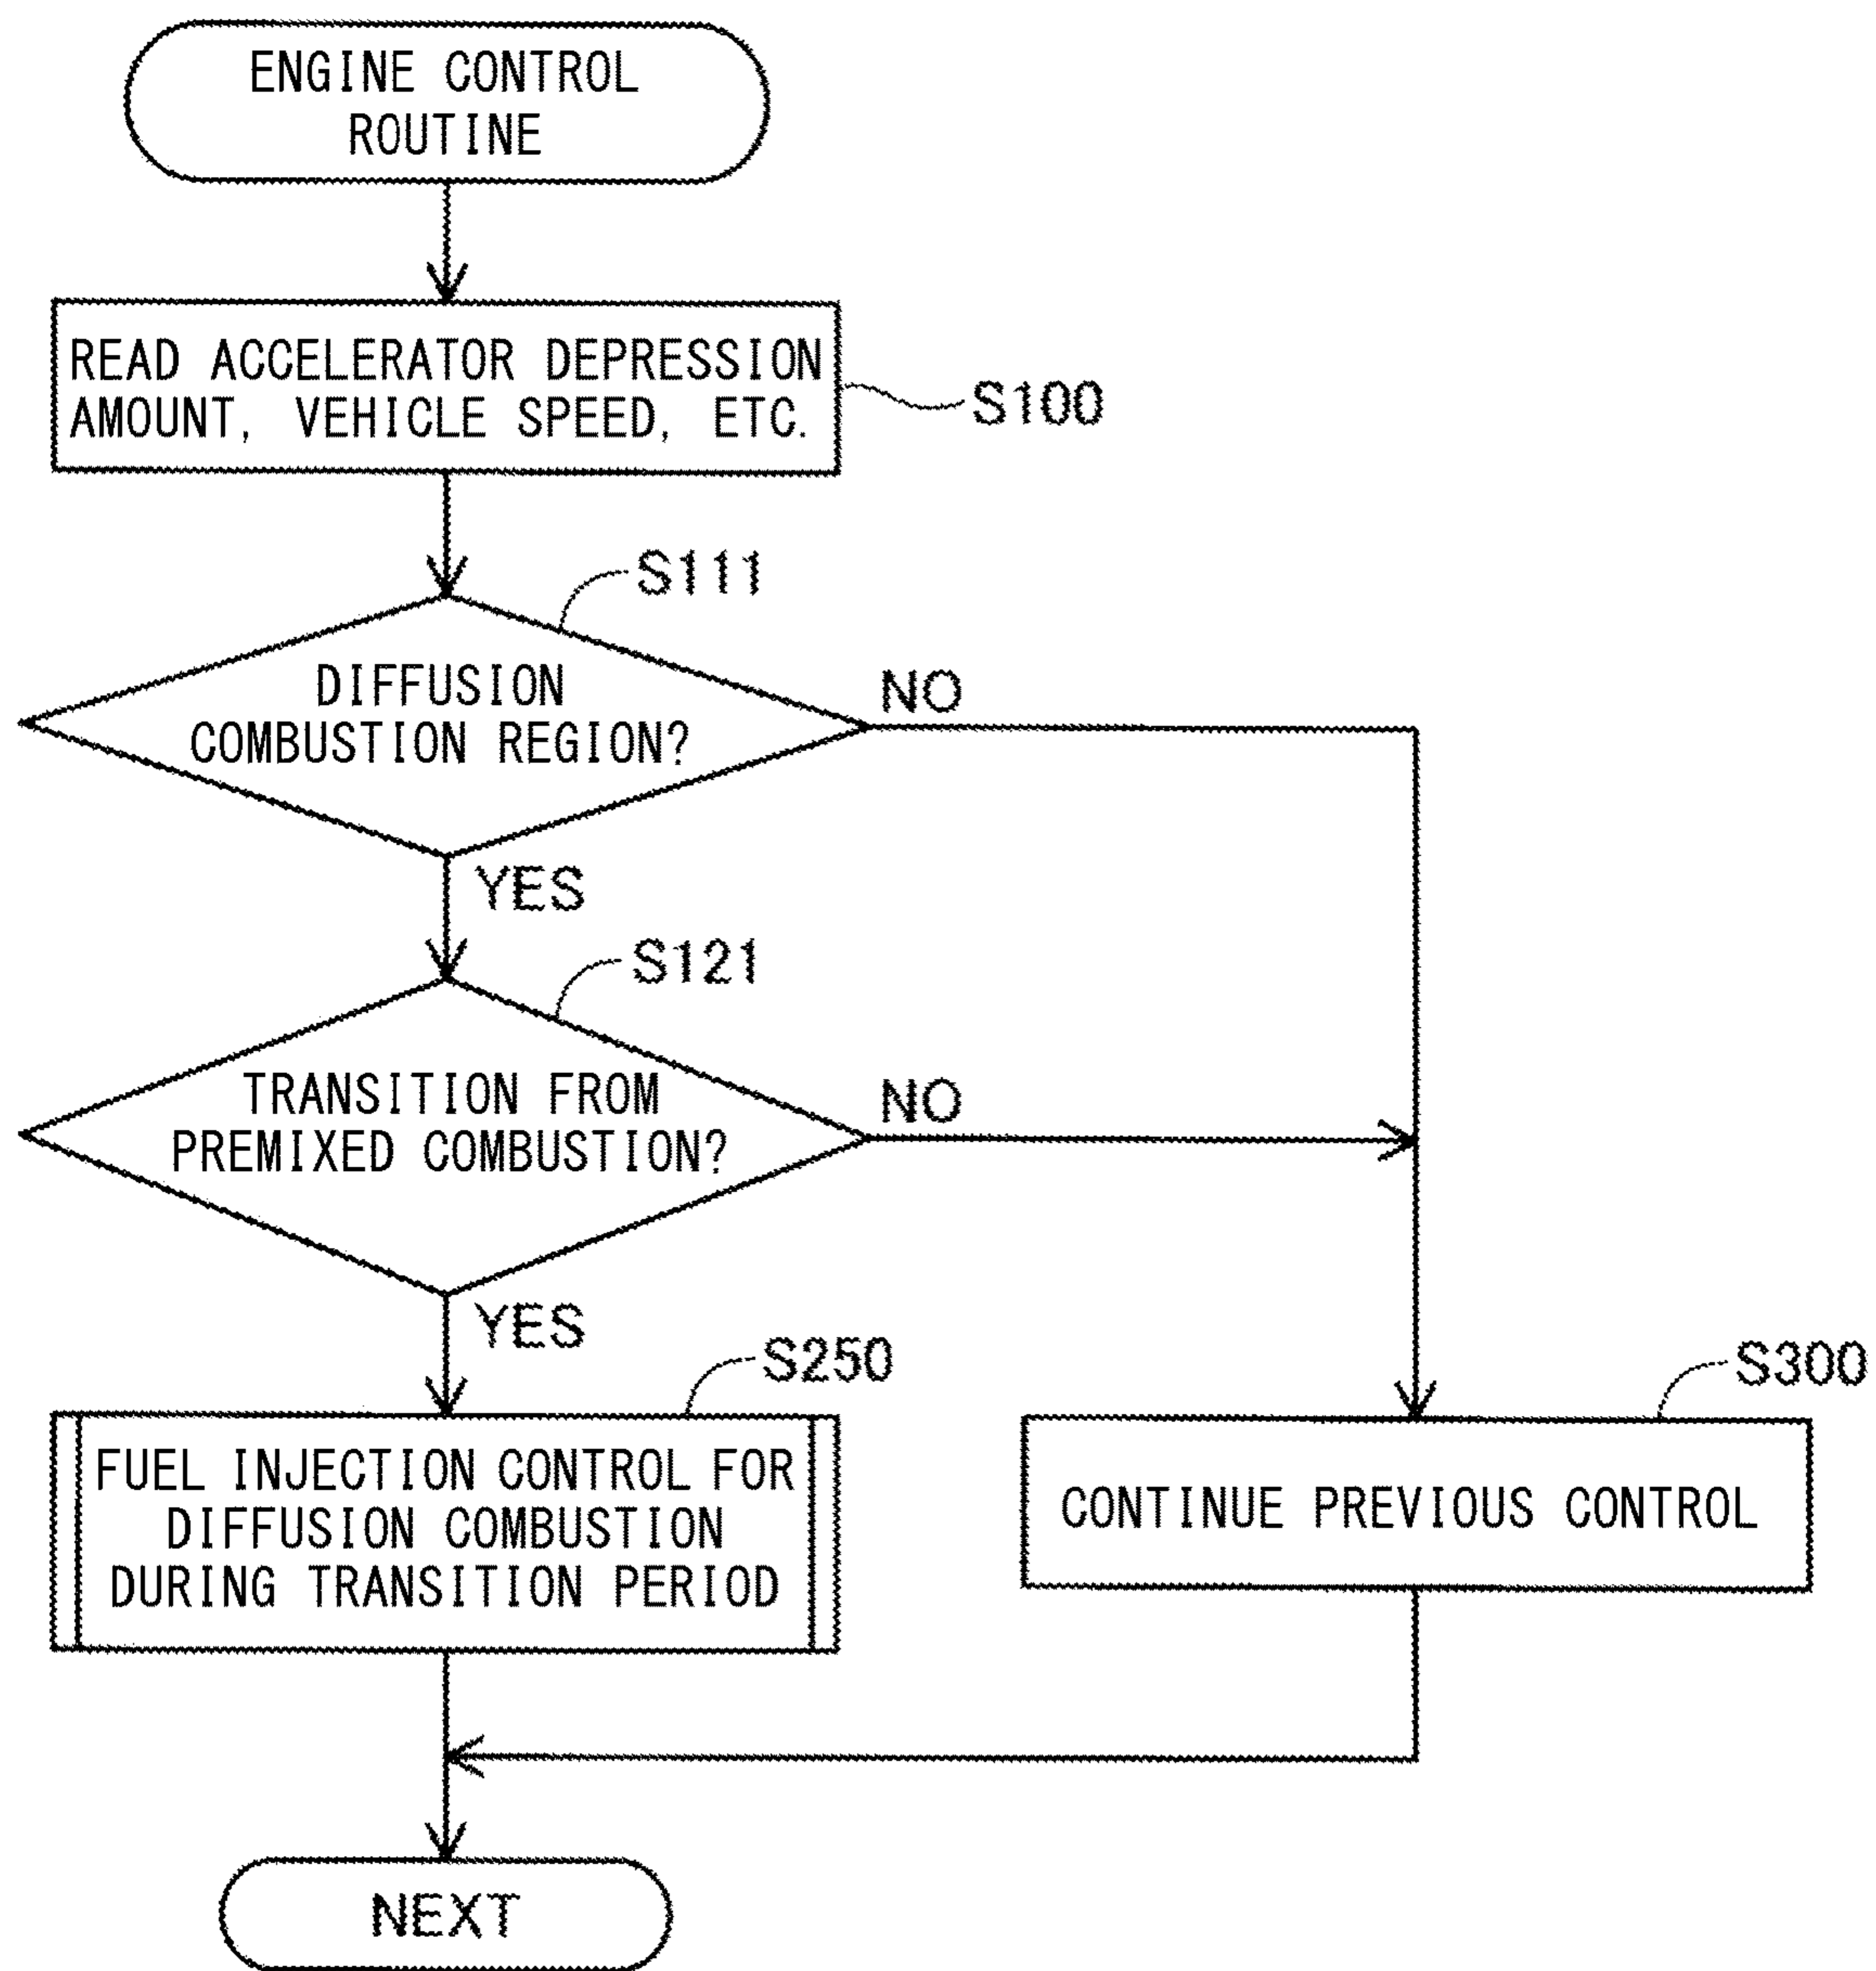 ENGINE CONTROL
ROUTINE
READ ACCELERATOR DEPRESSION
AMOUNT, VEHICLE SPEED, ETC.
S100
S111
DIFFUSION
COMBUSTION REGION?
NO
YES
S121
TRANSITION FROM
PREMIXED COMBUSTION?
NO
YES
S250
FUEL INJECTION CONTROL FOR
DIFFUSION COMBUSTION
DURING TRANSITION PERIOD
S300
CONTINUE PREVIOUS CONTROL
NEXT